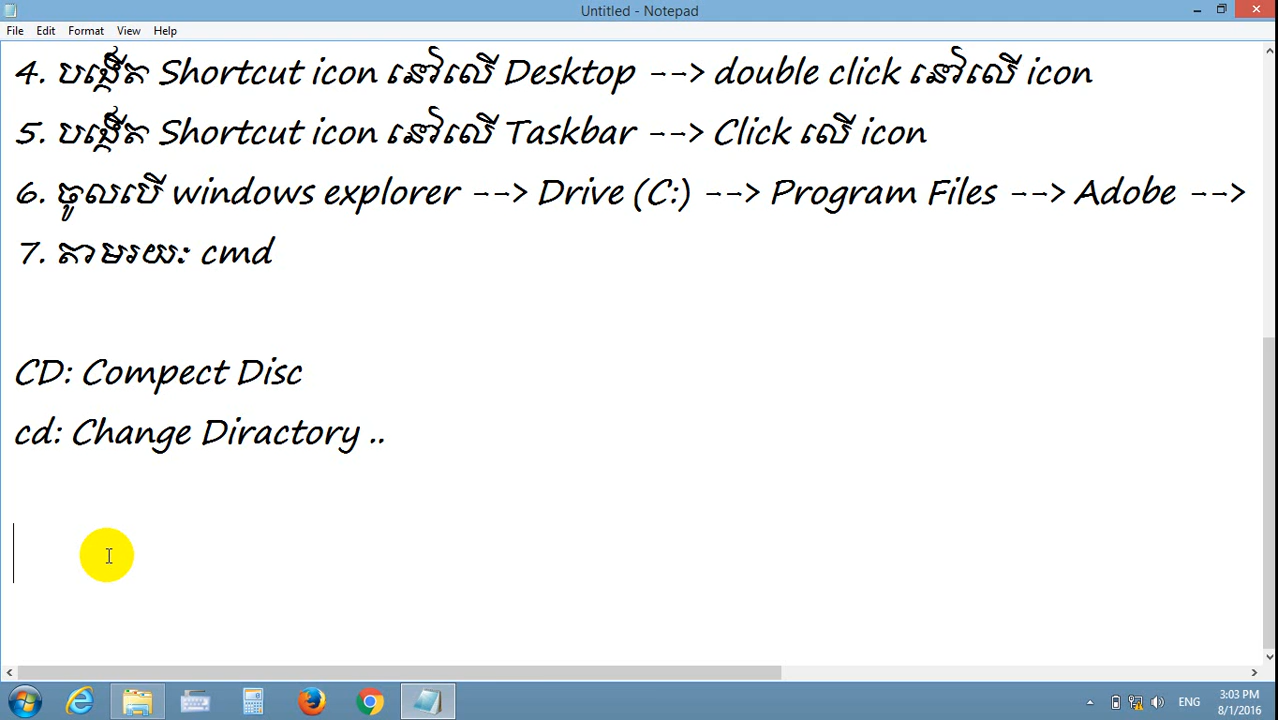 Untitled - Notepad
File Edit Format View Help
4. បង្កើត Shortcut icon នៅលើ Desktop --> double click នៅលើ icon
5. បង្កើត Shortcut icon នៅលើ Taskbar --> Click លើ icon
6. ចូលបើ windows explorer --> Drive (C:) --> Program Files --> Adobe -->
7. តាមរយៈ cmd
CD: Compect Disc
cd: Change Diractory ..
ENG
3:03 PM
8/1/2016